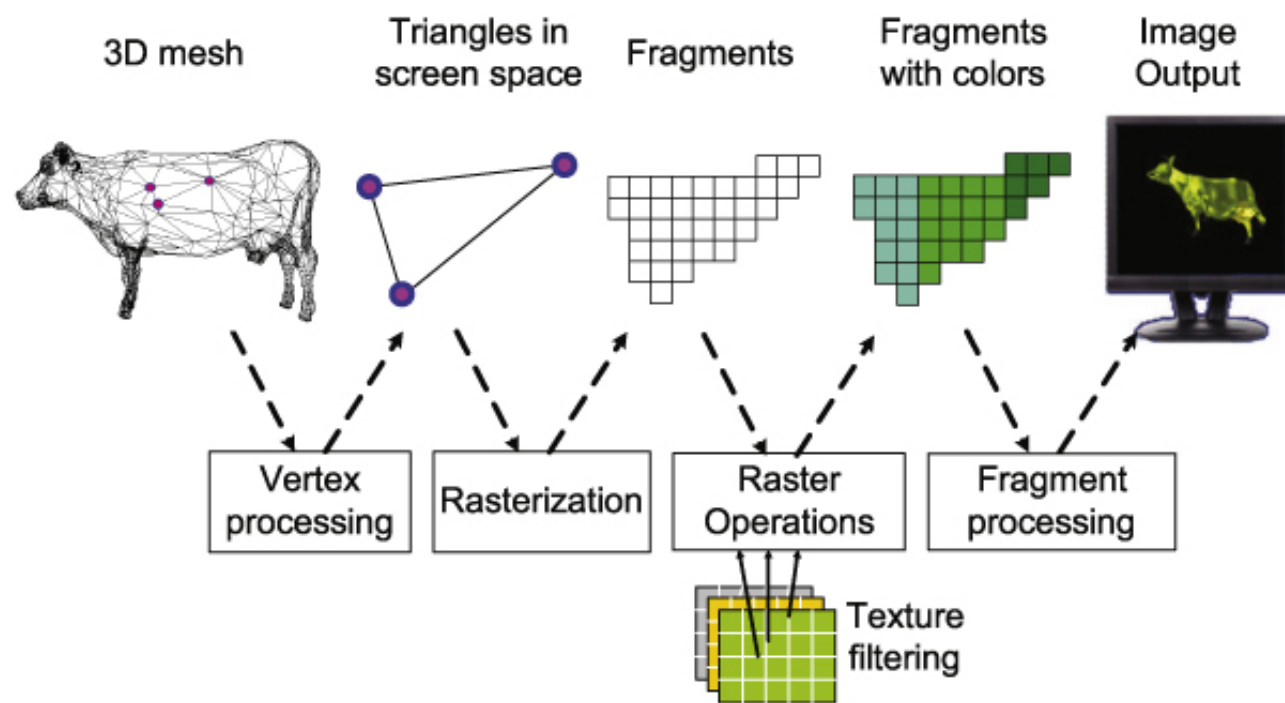 3D mesh
Triangles in
screen space
Fragments
Fragments
with colors
Image
Output
Vertex
processing
Rasterization
Raster
Operations
Fragment
processing
Texture
filtering